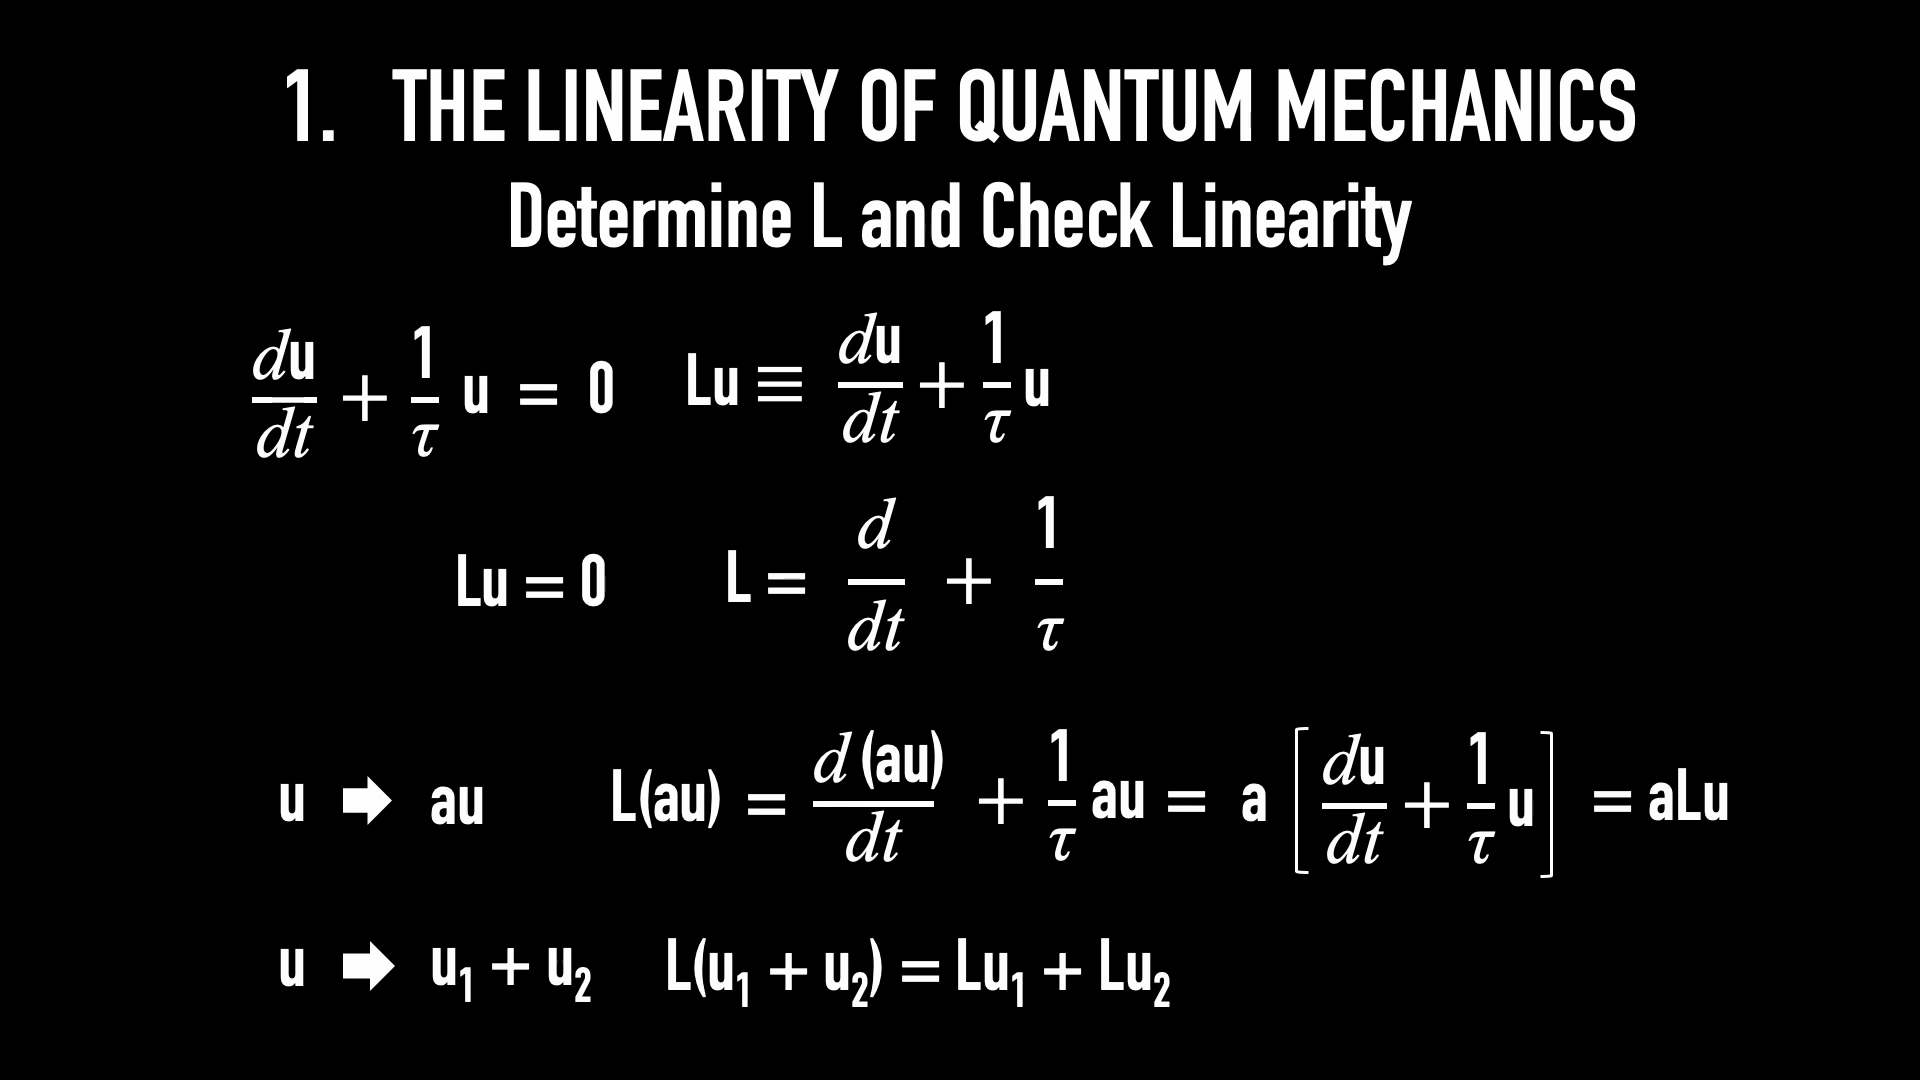 1. THE LINEARITY OF QUANTUM MECHANICS
Determine L and Check Linearity
du/dt + 1/τ u = 0 Lu ≡ du/dt + 1/τ u
Lu = 0 L = d/dt + 1/τ
u ➡ au L(au) = d (au)/dt + 1/τ au = a [du/dt + 1/τ u] = aLu
u ➡ u₁ + u₂ L(u₁ + u₂) = Lu₁ + Lu₂